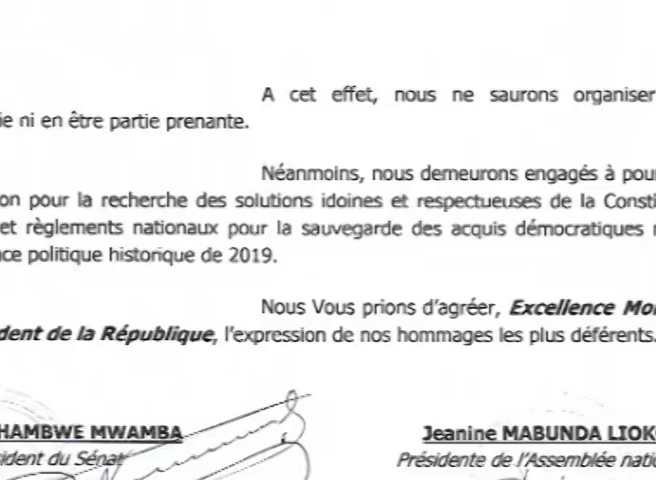 A cet effet, nous ne saurons organiser
ie ni en être partie prenante.
Néanmoins, nous demeurons engagés à pour
on pour la recherche des solutions idoines et respectueuses de la Consti
et règlements nationaux pour la sauvegarde des acquis démocratiques
ce politique historique de 2019.
Nous Vous prions d'agréer, Excellence Mo
dent de la République, l'expression de nos hommages les plus déférents.
HAMBWE MWAMBA
Jeanine MABUNDA LIOK
ident du Sénat
Présidente de l'Assemblée nati